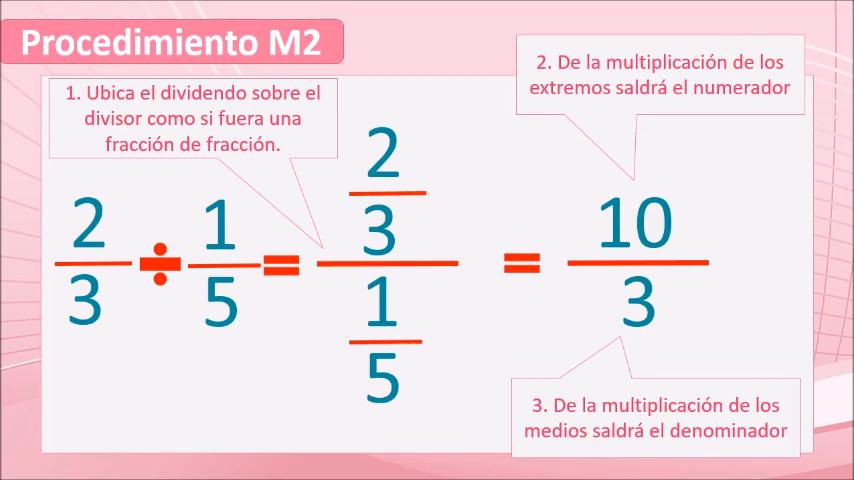 Procedimiento M2
1. Ubica el dividendo sobre el
divisor como si fuera una
fracción de fracción.
2. De la multiplicación de los
extremos saldrá el numerador
2
3
÷
1
5
=
2
3
1
5
=
10
3
3. De la multiplicación de los
medios saldrá el denominador